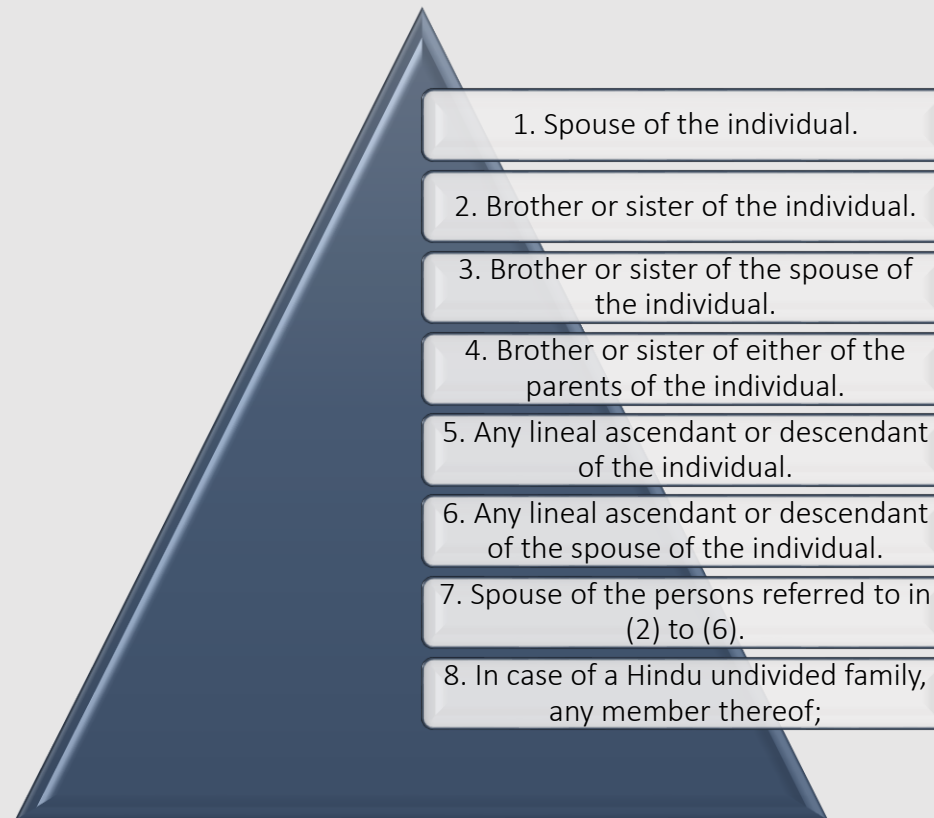 1. Spouse of the individual.
2. Brother or sister of the individual.
3. Brother or sister of the spouse of
the individual.
4. Brother or sister of either of the
parents of the individual.
5. Any lineal ascendant or descendant
of the individual.
6. Any lineal ascendant or descendant
of the spouse of the individual.
7. Spouse of the persons referred to in
(2) to (6).
8. In case of a Hindu undivided family,
any member thereof;